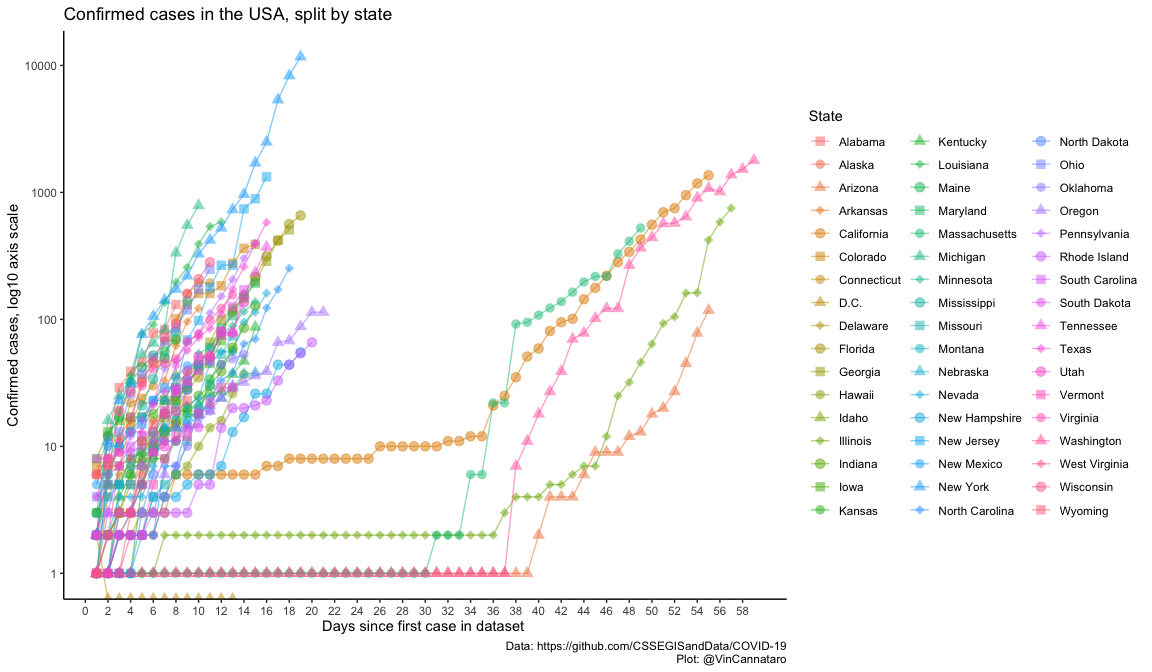 Confirmed cases in the USA, split by state
Confirmed cases, log10 axis scale
10000
1000
100
10
1
0 2 4 6 8 10 12 14 16 18 20 22 24 26 28 30 32 34 36 38 40 42 44 46 48 50 52 54 56 58
Days since first case in dataset
State
Alabama
Alaska
Arizona
Arkansas
California
Colorado
Connecticut
D.C.
Delaware
Florida
Georgia
Hawaii
Idaho
Illinois
Indiana
Iowa
Kansas
Kentucky
Louisiana
Maine
Maryland
Massachusetts
Michigan
Minnesota
Mississippi
Missouri
Montana
Nebraska
Nevada
New Hampshire
New Jersey
New Mexico
New York
North Carolina
North Dakota
Ohio
Oklahoma
Oregon
Pennsylvania
Rhode Island
South Carolina
South Dakota
Tennessee
Texas
Utah
Vermont
Virginia
Washington
West Virginia
Wisconsin
Wyoming
Data: https://github.com/CSSEGISandData/COVID-19
Plot: @VinCannataro